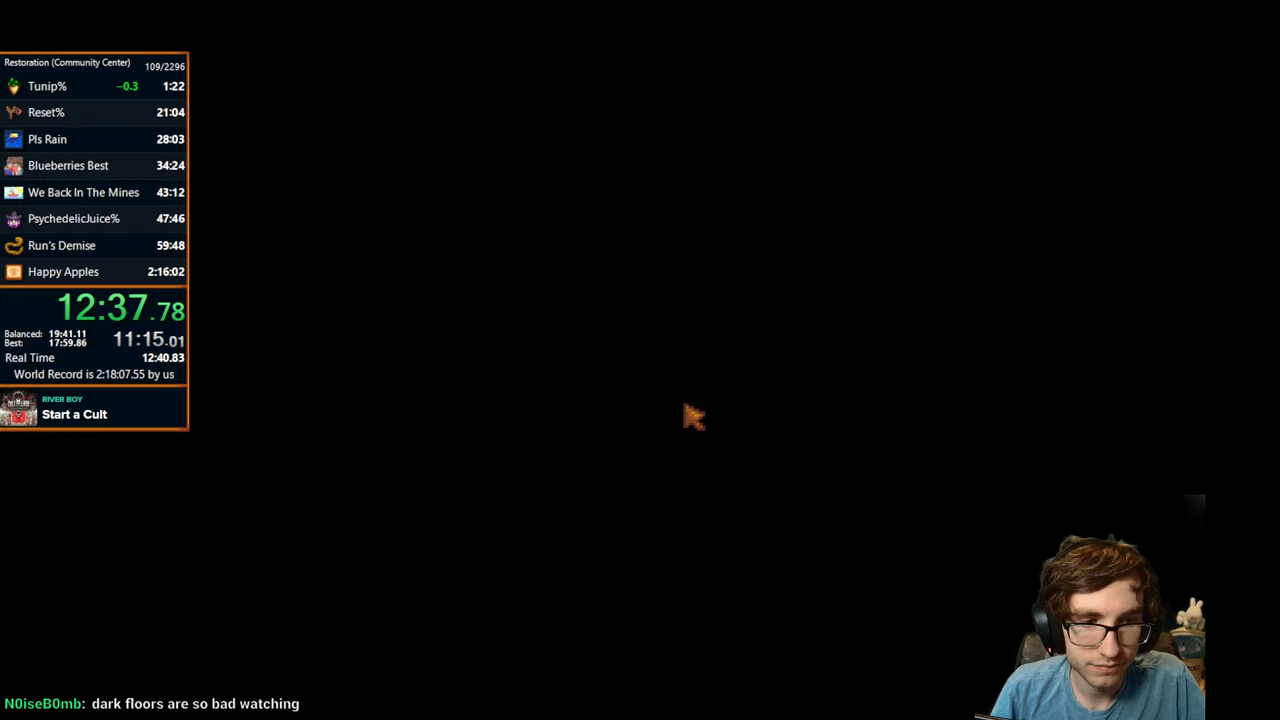 Restoration (Community Center) 109/2296
Tunip% −0.3 1:22
Reset% 21:04
Pls Rain 28:03
Blueberries Best 34:24
We Back In The Mines 43:12
PsychedelicJuice% 47:46
Run's Demise 59:48
Happy Apples 2:16:02
12:37.78
Balanced: 19:41.11
Best: 17:59.86
11:15.01
Real Time 12:40.83
World Record is 2:18:07.55 by us
RIVER BOY
Start a Cult
N0iseB0mb: dark floors are so bad watching